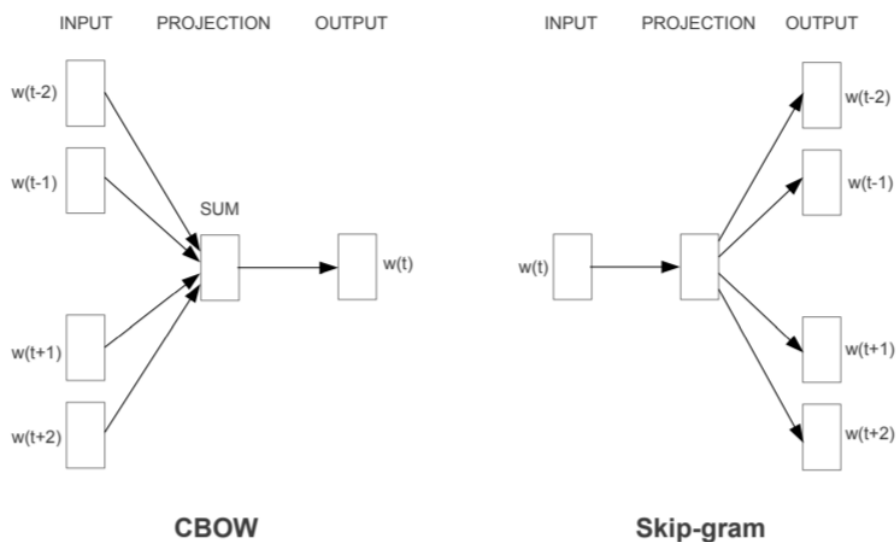 INPUT PROJECTION OUTPUT
w(t-2)
w(t-1)
SUM
w(t)
w(t+1)
w(t+2)
CBOW
INPUT PROJECTION OUTPUT
w(t-2)
w(t-1)
w(t)
w(t+1)
w(t+2)
Skip-gram